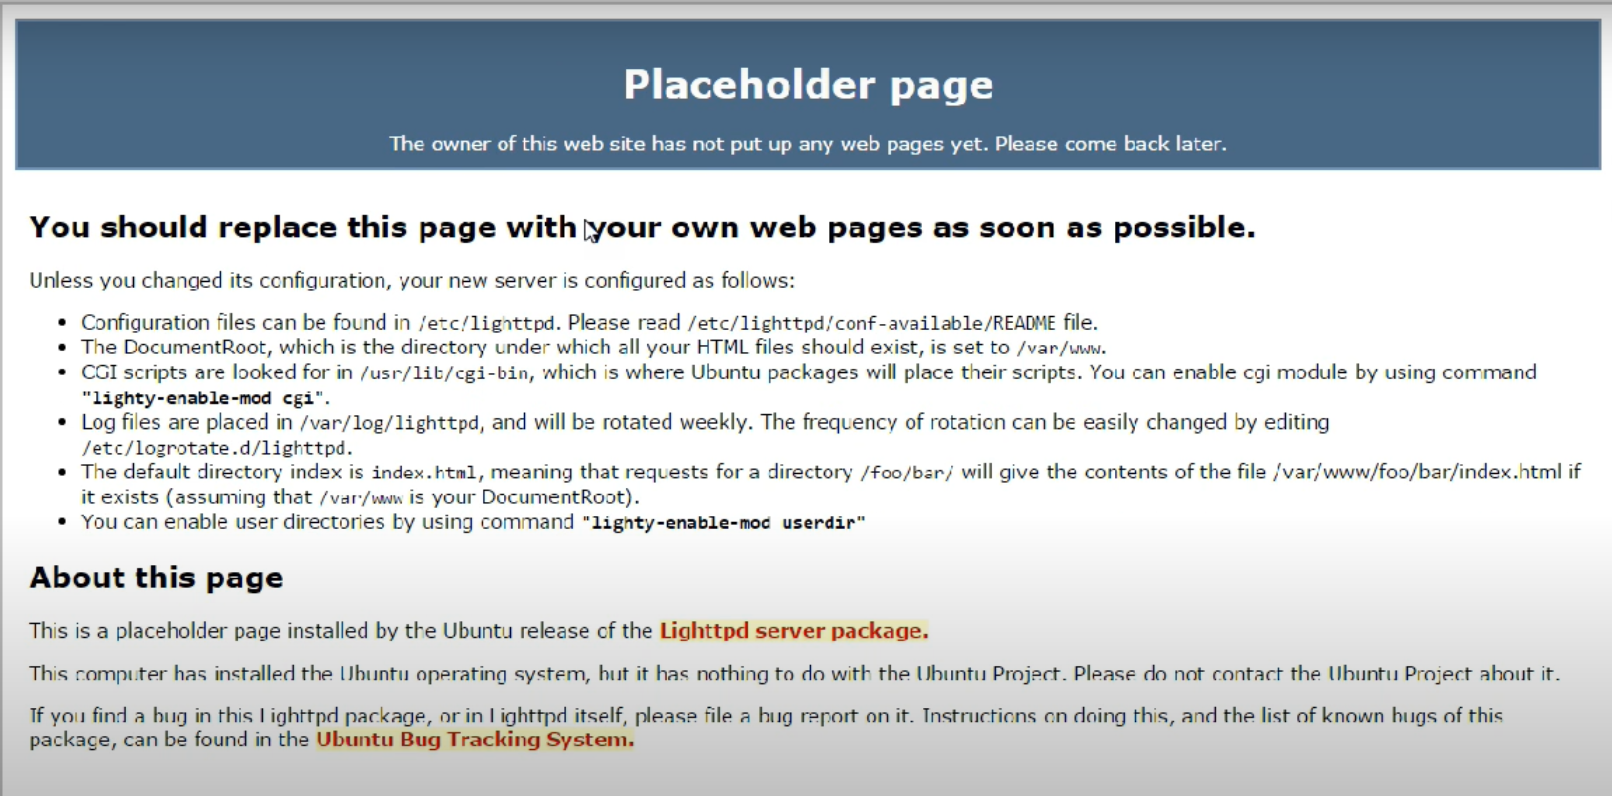 Placeholder page
The owner of this web site has not put up any web pages yet. Please come back later.
You should replace this page with your own web pages as soon as possible.
Unless you changed its configuration, your new server is configured as follows:
• Configuration files can be found in /etc/lighttpd. Please read /etc/lighttpd/conf-available/README file.
• The DocumentRoot, which is the directory under which all your HTML files should exist, is set to /var/www.
• CGI scripts are looked for in /usr/lib/cgi-bin, which is where Ubuntu packages will place their scripts. You can enable cgi module by using command
"lighty-enable-mod cgi".
• Log files are placed in /var/log/lighttpd, and will be rotated weekly. The frequency of rotation can be easily changed by editing
/etc/logrotate.d/lighttpd.
• The default directory index is index.html, meaning that requests for a directory /foo/bar/ will give the contents of the file /var/www/foo/bar/index.html if
it exists (assuming that /var/www is your DocumentRoot).
• You can enable user directories by using command "lighty-enable-mod userdir"
About this page
This is a placeholder page installed by the Ubuntu release of the Lighttpd server package.
This computer has installed the Ubuntu operating system, but it has nothing to do with the Ubuntu Project. Please do not contact the Ubuntu Project about it.
If you find a bug in this Lighttpd package, or in Lighttpd itself, please file a bug report on it. Instructions on doing this, and the list of known bugs of this
package, can be found in the Ubuntu Bug Tracking System.